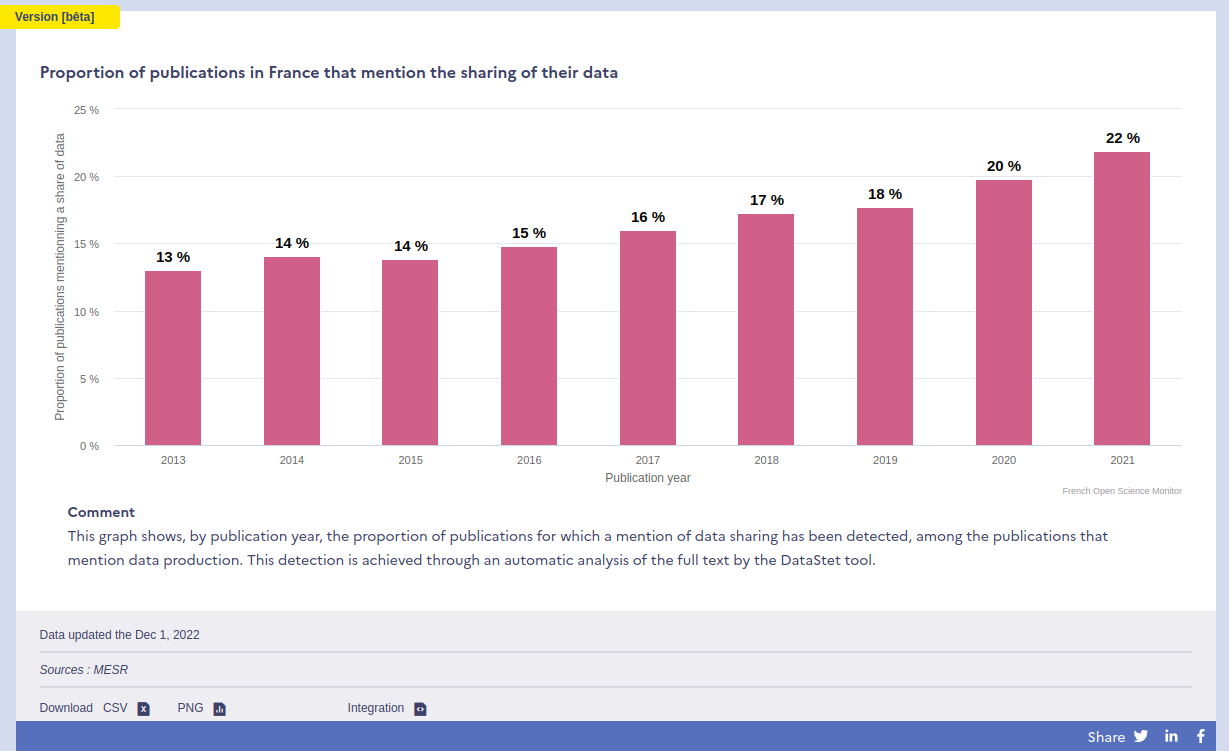 Version [bêta]
Proportion of publications in France that mention the sharing of their data
Proportion of publications mentionning a share of data
25 %
20 %
15 %
10 %
5 %
0 %
13 %
14 %
14 %
15 %
16 %
17 %
18 %
20 %
22 %
2013 2014 2015 2016 2017 2018 2019 2020 2021
Publication year
French Open Science Monitor
Comment
This graph shows, by publication year, the proportion of publications for which a mention of data sharing has been detected, among the publications that
mention data production. This detection is achieved through an automatic analysis of the full text by the DataStet tool.
Data updated the Dec 1, 2022
Sources : MESR
Download CSV PNG Integration
Share